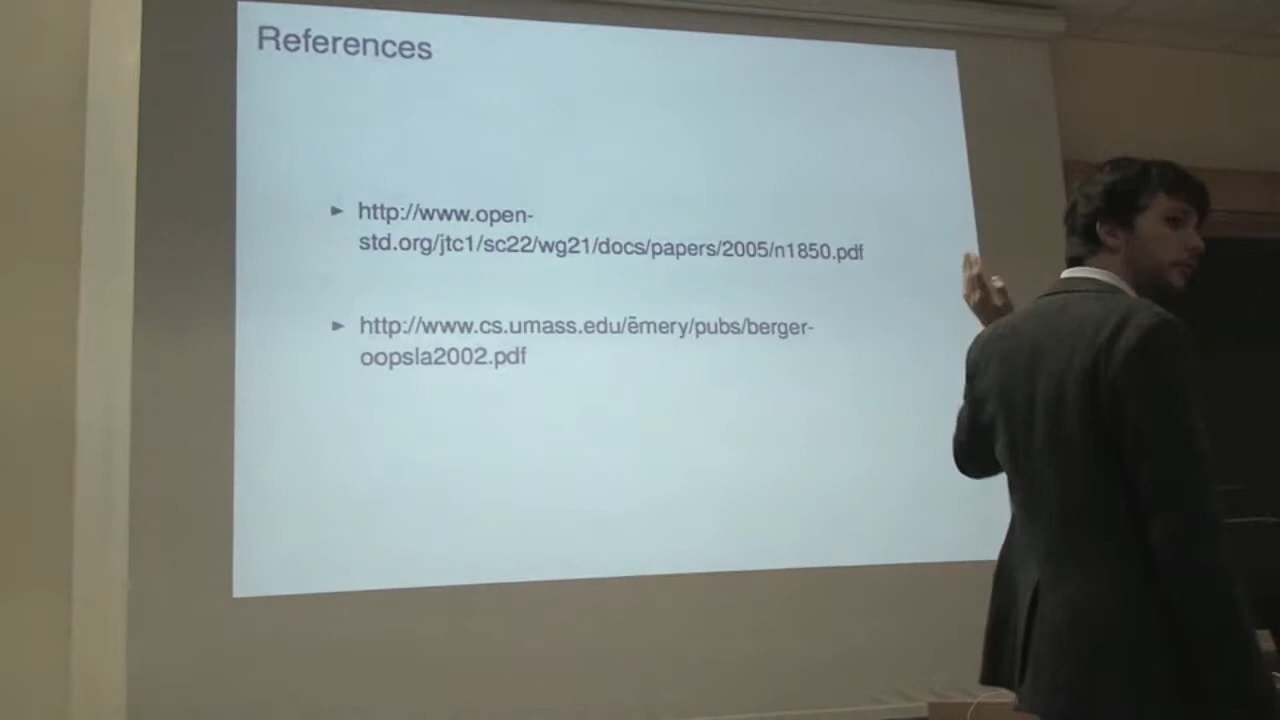 References
► http://www.open-
std.org/jtc1/sc22/wg21/docs/papers/2005/n1850.pdf
► http://www.cs.umass.edu/ēmery/pubs/berger-
oopsla2002.pdf